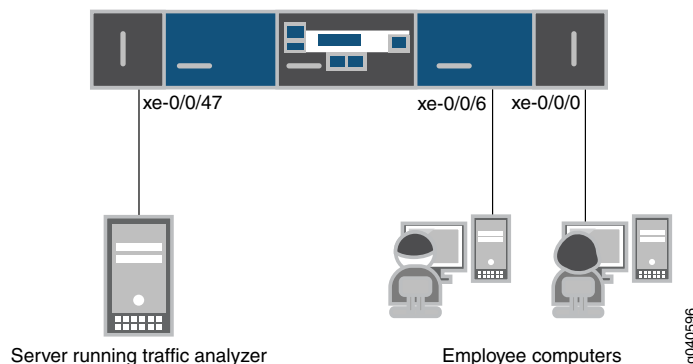 xe-0/0/47
xe-0/0/6
xe-0/0/0
Server running traffic analyzer
Employee computers
g040596